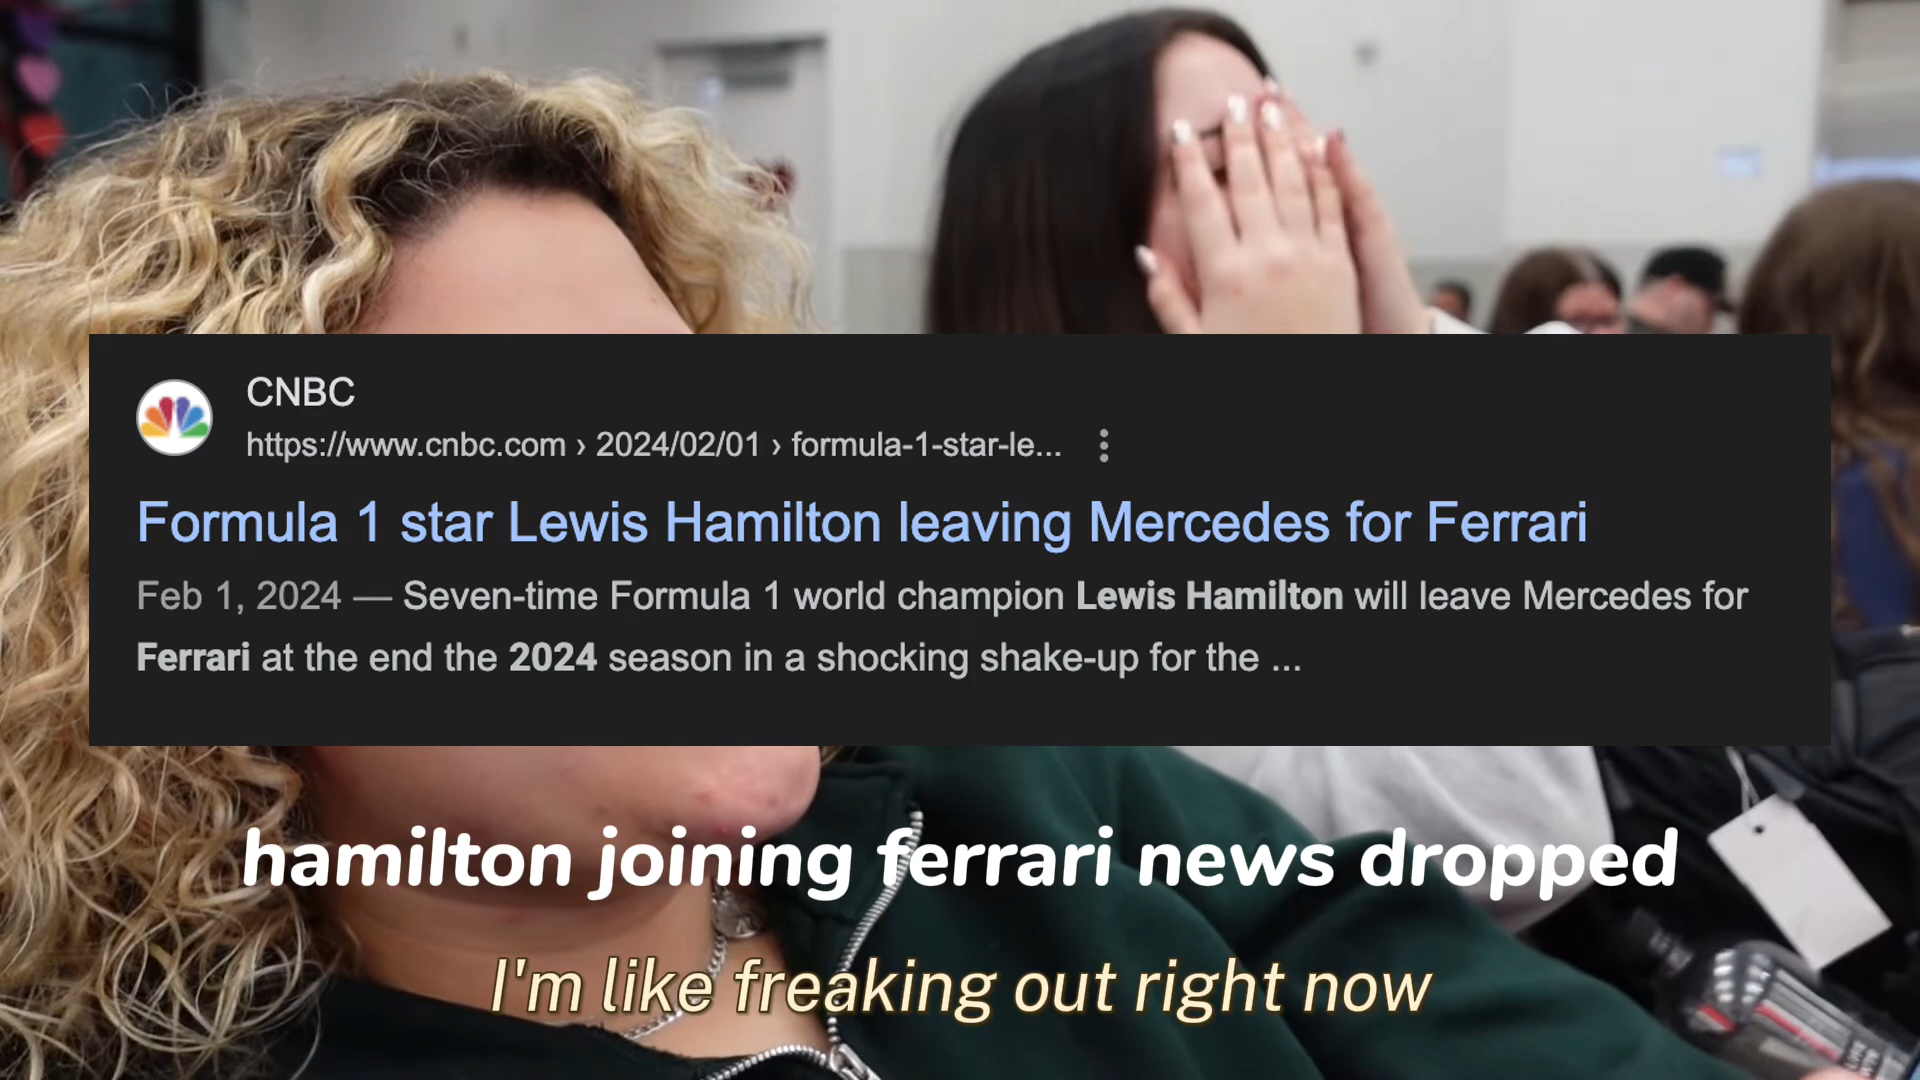 CNBC
https://www.cnbc.com › 2024/02/01 › formula-1-star-le...
Formula 1 star Lewis Hamilton leaving Mercedes for Ferrari
Feb 1, 2024 — Seven-time Formula 1 world champion Lewis Hamilton will leave Mercedes for
Ferrari at the end the 2024 season in a shocking shake-up for the ...
hamilton joining ferrari news dropped
I'm like freaking out right now